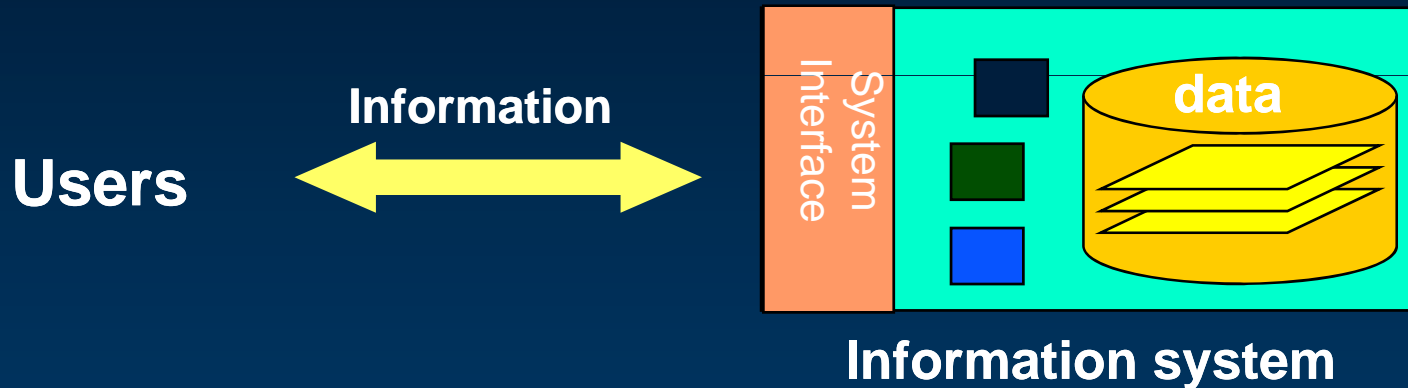 Information
Users
System
Interface
data
Information system